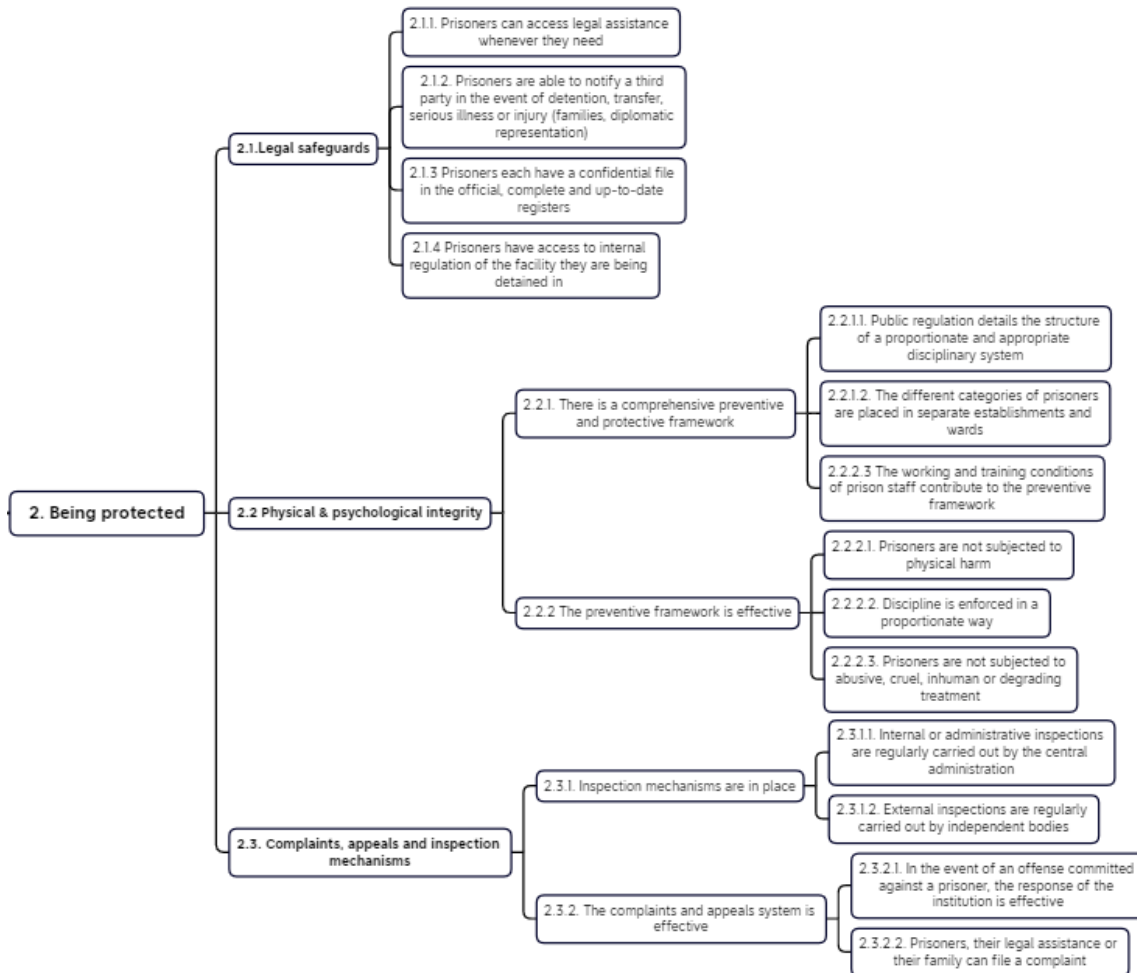 2.1.1. Prisoners can access legal assistance
whenever they need
2.1.2. Prisoners are able to notify a third
party in the event of detention, transfer,
serious illness or injury (families, diplomatic
representation)
2.1.Legal safeguards
2.1.3 Prisoners each have a confidential file
in the official, complete and up-to-date
registers
2.1.4 Prisoners have access to internal
regulation of the facility they are being
detained in
2.2.1.1. Public regulation details the structure
of a proportionate and appropriate
disciplinary system
2.2.1. There is a comprehensive preventive
and protective framework
2.2.1.2. The different categories of prisoners
are placed in separate establishments and
wards
2.2.2.3 The working and training conditions
of prison staff contribute to the preventive
framework
2. Being protected
2.2 Physical & psychological integrity
2.2.2.1. Prisoners are not subjected to
physical harm
2.2.2 The preventive framework is effective
2.2.2.2. Discipline is enforced in a
proportionate way
2.2.2.3. Prisoners are not subjected to
abusive, cruel, inhuman or degrading
treatment
2.3.1.1. Internal or administrative inspections
are regularly carried out by the central
administration
2.3.1. Inspection mechanisms are in place
2.3.1.2. External inspections are regularly
carried out by independent bodies
2.3. Complaints, appeals and inspection
mechanisms
2.3.2.1. In the event of an offense committed
against a prisoner, the response of the
institution is effective
2.3.2. The complaints and appeals system is
effective
2.3.2.2. Prisoners, their legal assistance or
their family can file a complaint